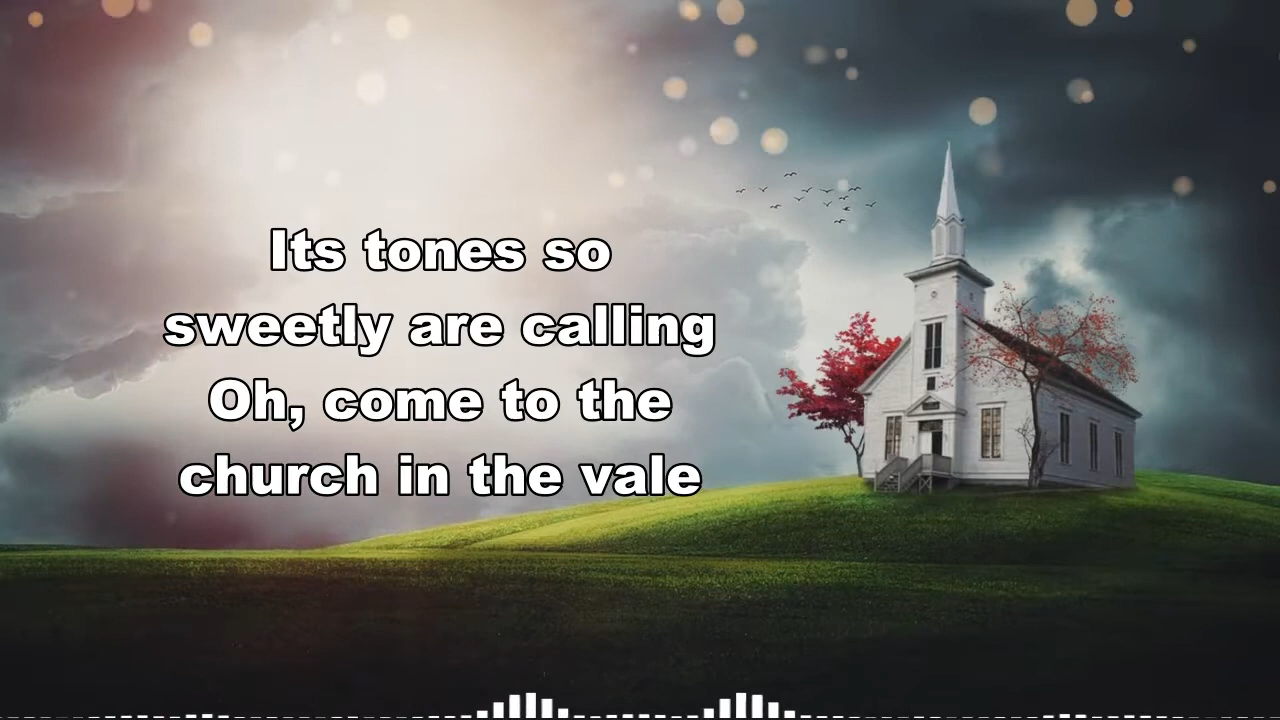 Its tones so
sweetly are calling
Oh, come to the
church in the vale